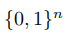 {0, 1}ⁿ